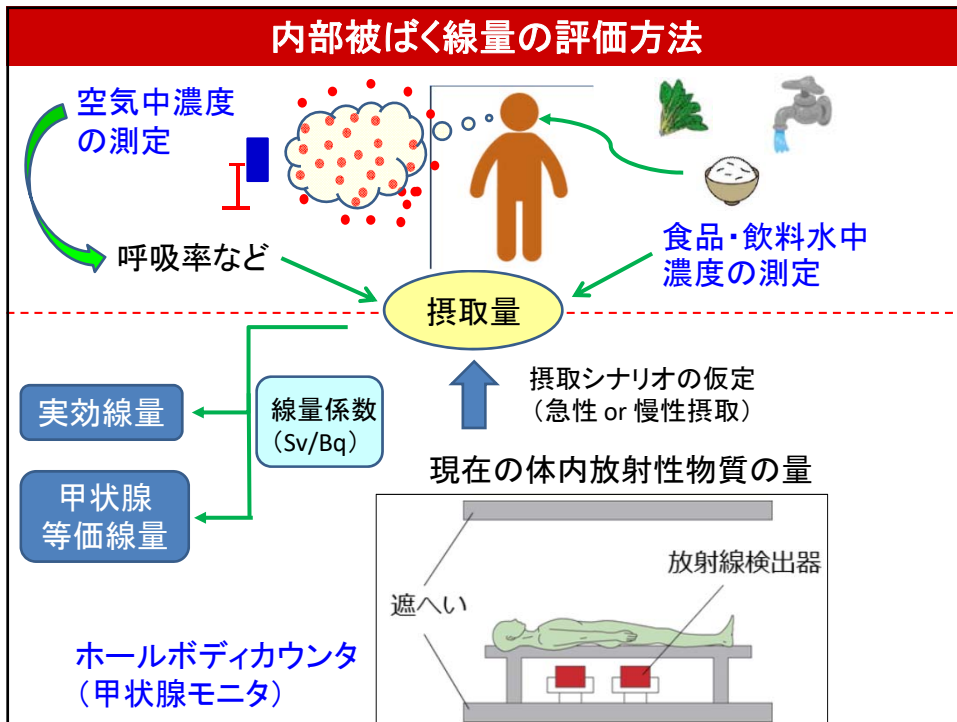 内部被ばく線量の評価方法
空気中濃度
の測定
呼吸率など
食品・飲料水中
濃度の測定
摂取量
摂取シナリオの仮定
（急性 or 慢性摂取）
線量係数
（Sv/Bq）
実効線量
甲状腺
等価線量
現在の体内放射性物質の量
放射線検出器
遮へい
ホールボディカウンタ
（甲状腺モニタ）